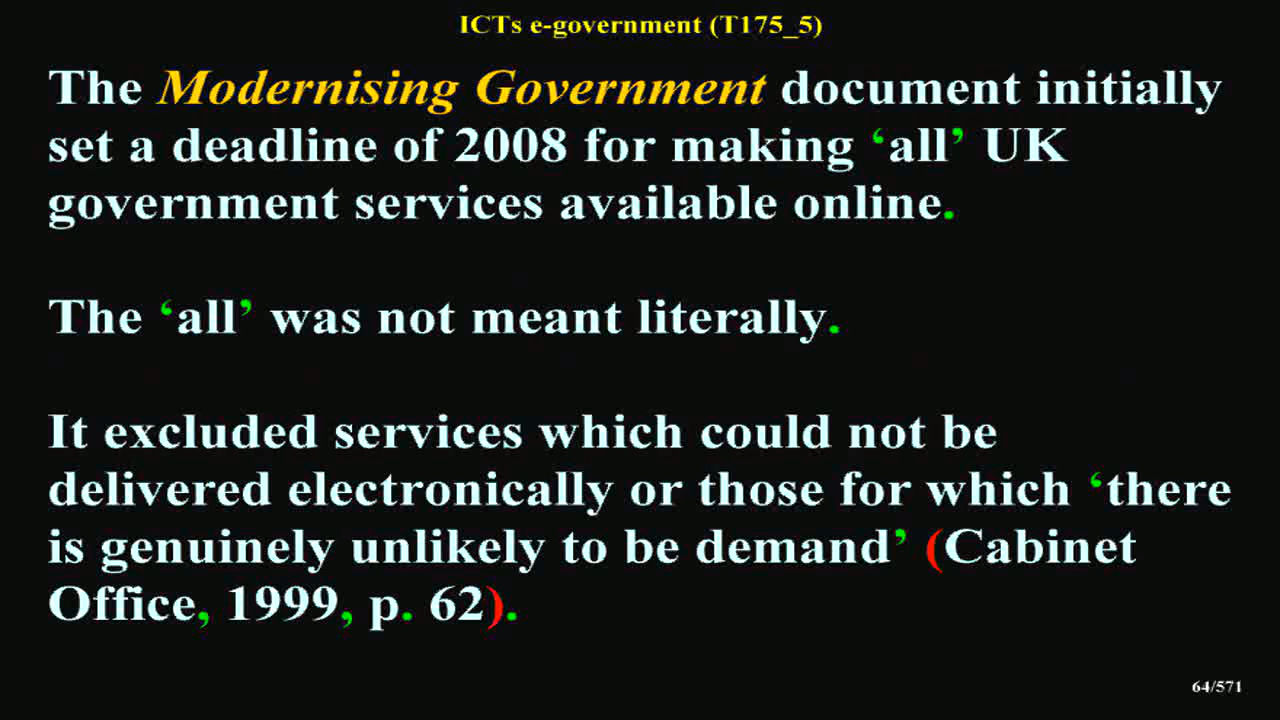 ICTs e-government (T175_5)
The Modernising Government document initially
set a deadline of 2008 for making ‘all’ UK
government services available online.
The ‘all’ was not meant literally.
It excluded services which could not be
delivered electronically or those for which ‘there
is genuinely unlikely to be demand’ (Cabinet
Office, 1999, p. 62).
64/571